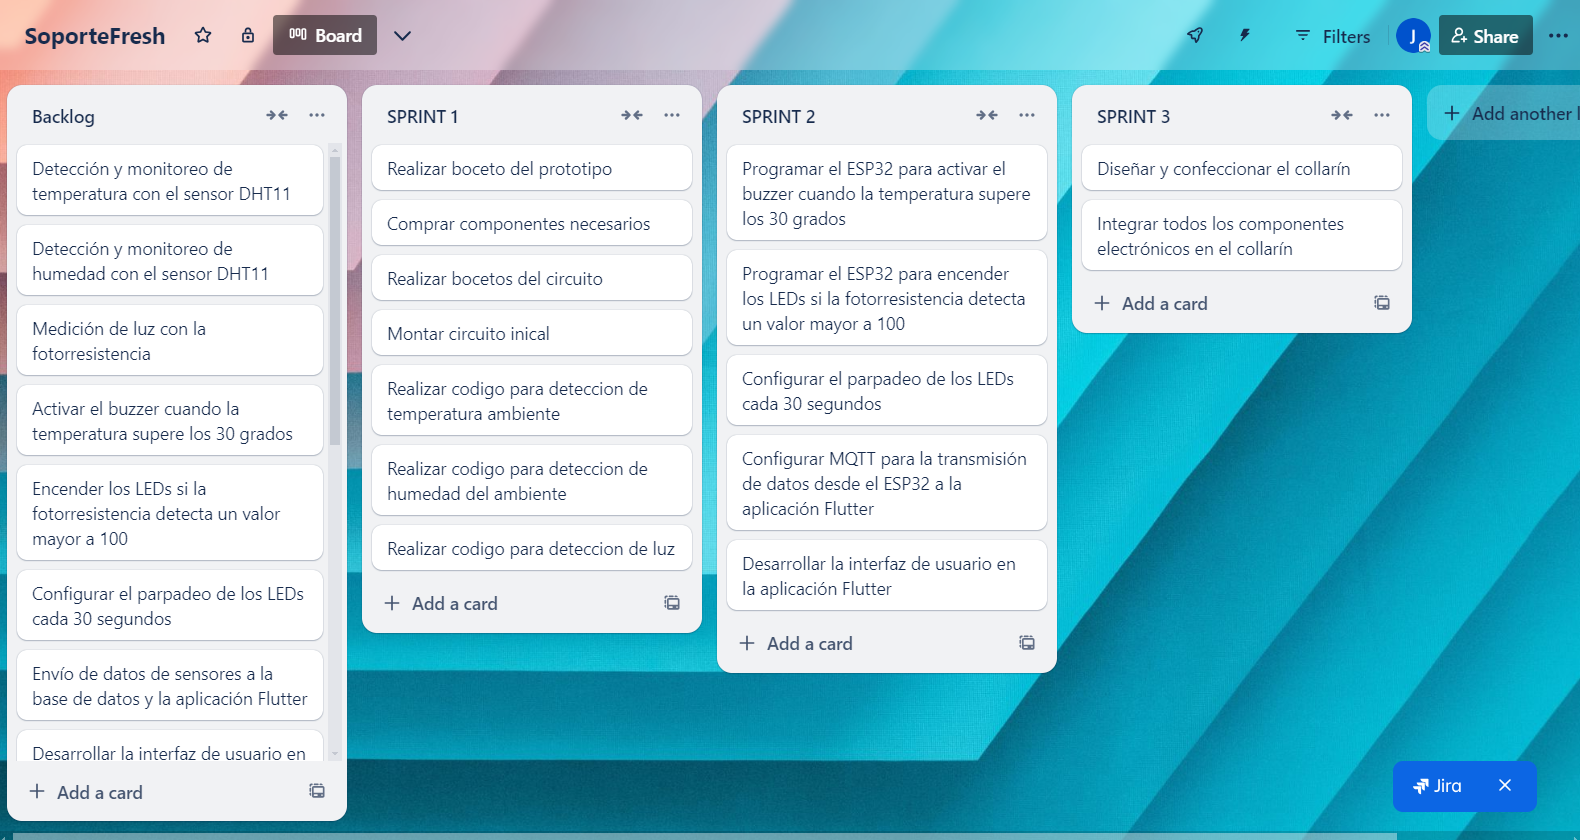 SoporteFresh
Board
Filters
J
Share
Backlog
Detección y monitoreo de
temperatura con el sensor DHT11
Detección y monitoreo de
humedad con el sensor DHT11
Medición de luz con la
fotorresistencia
Activar el buzzer cuando la
temperatura supere los 30 grados
Encender los LEDs si la
fotorresistencia detecta un valor
mayor a 100
Configurar el parpadeo de los LEDs
cada 30 segundos
Envío de datos de sensores a la
base de datos y la aplicación Flutter
Desarrollar la interfaz de usuario en
Add a card
SPRINT 1
Realizar boceto del prototipo
Comprar componentes necesarios
Realizar bocetos del circuito
Montar circuito inical
Realizar codigo para deteccion de
temperatura ambiente
Realizar codigo para deteccion de
humedad del ambiente
Realizar codigo para deteccion de luz
Add a card
SPRINT 2
Programar el ESP32 para activar el
buzzer cuando la temperatura supere
los 30 grados
Programar el ESP32 para encender
los LEDs si la fotorresistencia detecta
un valor mayor a 100
Configurar el parpadeo de los LEDs
cada 30 segundos
Configurar MQTT para la transmisión
de datos desde el ESP32 a la
aplicación Flutter
Desarrollar la interfaz de usuario en
la aplicación Flutter
Add a card
SPRINT 3
Diseñar y confeccionar el collarín
Integrar todos los componentes
electrónicos en el collarín
Add a card
Add another
Jira